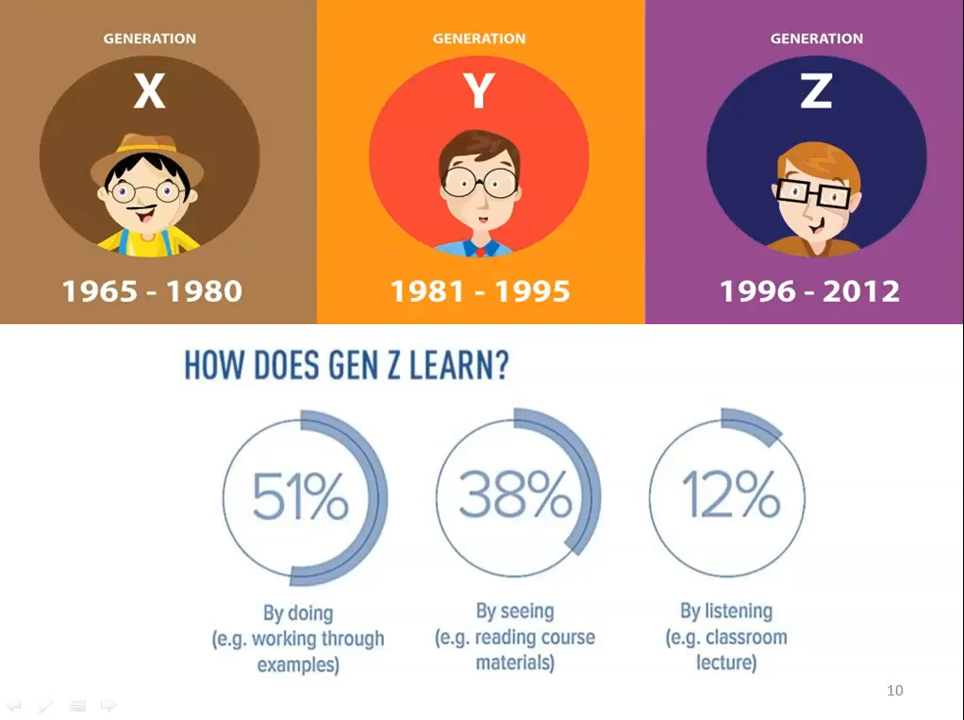 GENERATION
X
1965 - 1980
GENERATION
Y
1981 - 1995
GENERATION
Z
1996 - 2012
HOW DOES GEN Z LEARN?
51%
By doing
(e.g. working through
examples)
38%
By seeing
(e.g. reading course
materials)
12%
By listening
(e.g. classroom
lecture)
10